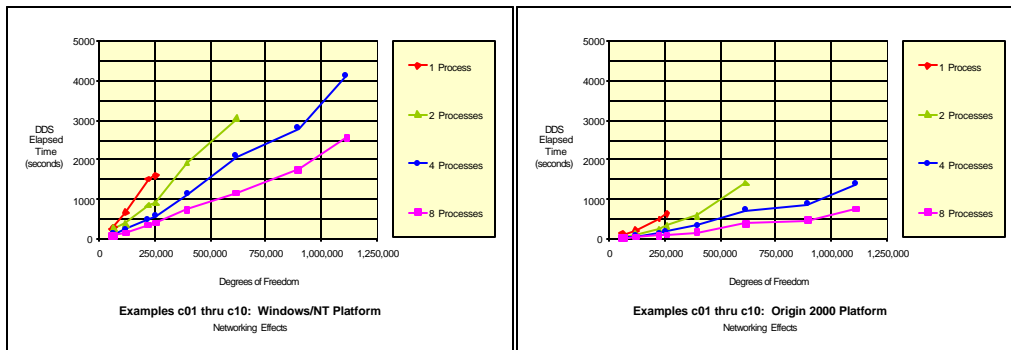 5000
4000
3000
2000
1000
0
DDS
Elapsed
Time
(seconds)
0
250,000
500,000
750,000
1,000,000
1,250,000
Degrees of Freedom
1 Process
2 Processes
4 Processes
8 Processes
Examples c01 thru c10: Windows/NT Platform
Networking Effects
5000
4000
3000
2000
1000
0
DDS
Elapsed
Time
(seconds)
0
250,000
500,000
750,000
1,000,000
1,250,000
Degrees of Freedom
1 Process
2 Processes
4 Processes
8 Processes
Examples c01 thru c10: Origin 2000 Platform
Networking Effects